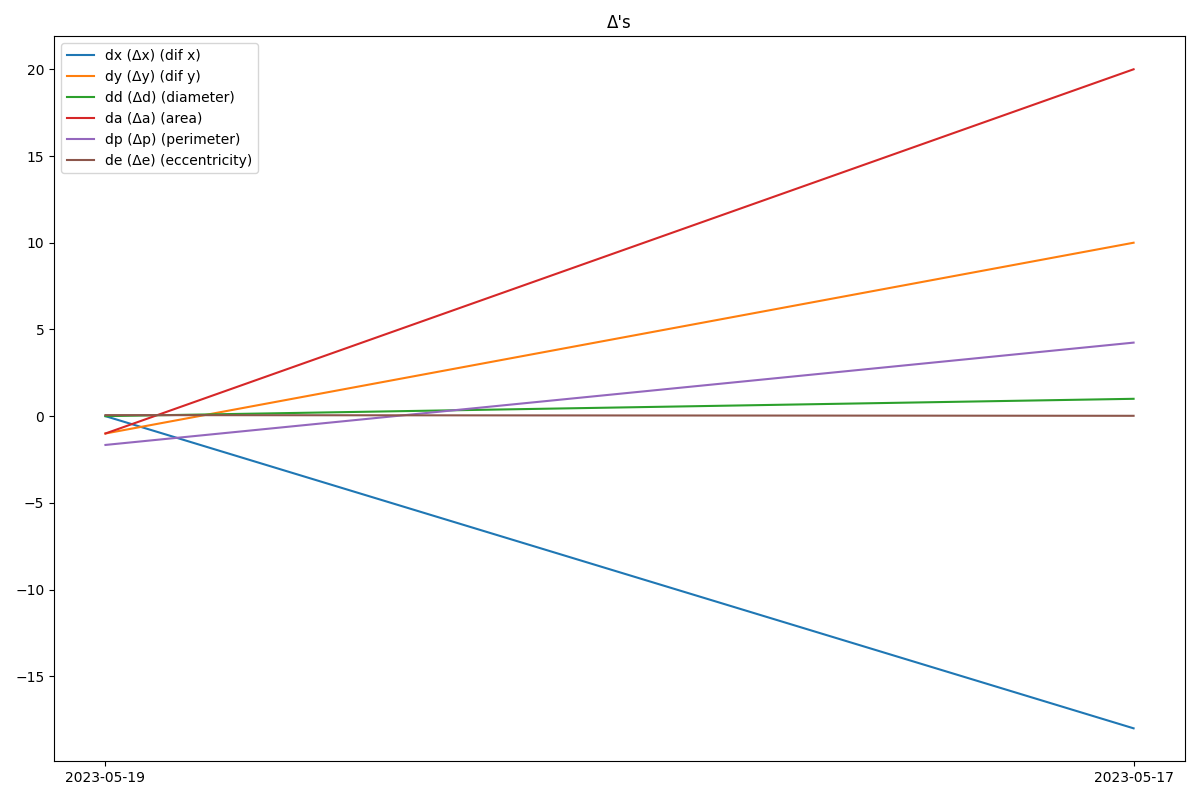 Δ's
dx (Δx) (dif x)
dy (Δy) (dif y)
dd (Δd) (diameter)
da (Δa) (area)
dp (Δp) (perimeter)
de (Δe) (eccentricity)
20
15
10
5
0
−5
−10
−15
2023-05-19 2023-05-17